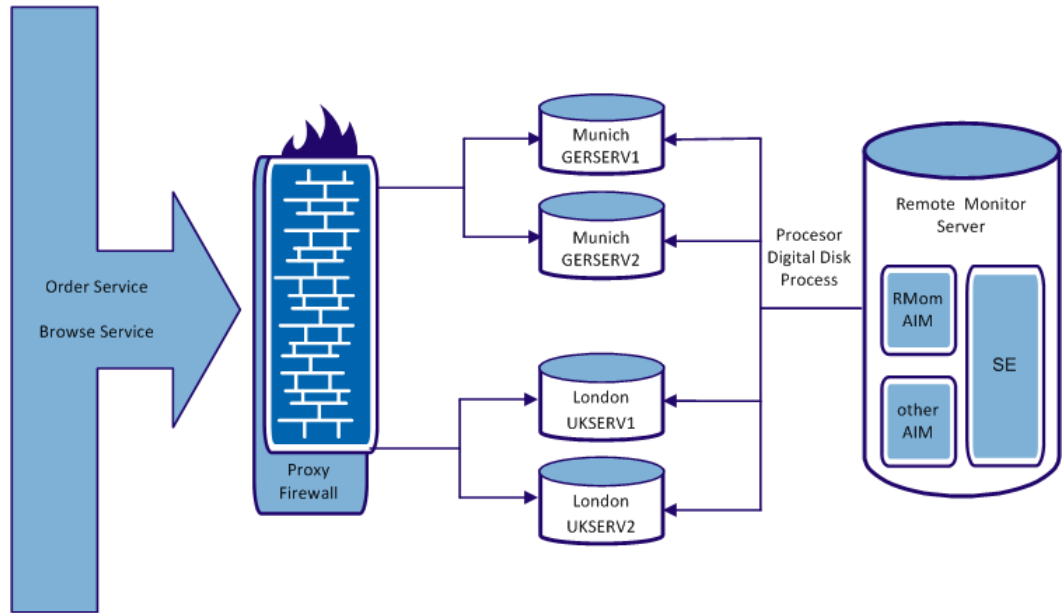 Order Service
Browse Service
Proxy
Firewall
Munich
GERSERV1
Munich
GERSERV2
London
UKSERV1
London
UKSERV2
Procesor
Digital Disk
Process
Remote Monitor
Server
RMom
AIM
other
AIM
SE